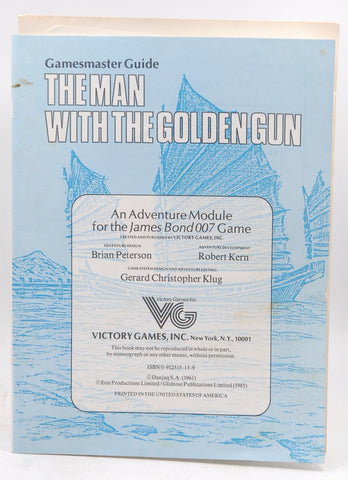 Gamesmaster Guide
THE MAN
WITH THE GOLDEN GUN
An Adventure Module
for the James Bond 007 Game
CREATED AND PUBLISHED BY VICTORY GAMES, INC.
ADVENTURE DESIGN ADVENTURE DEVELOPMENT
Brian Peterson Robert Kern
GAME SYSTEM DESIGN AND ADVENTURE EDITING
Gerard Christopher Klug
Victory Games Inc.
VG
VICTORY GAMES, INC. New York, N.Y., 10001
This book may not be reproduced in whole or in part,
by mimeograph or any other means, without permission.
ISBN 0-912515-13-9
©Danjaq S.A. (1961)
©Eon Productions Limited / Glidrose Publications Limited (1985)
PRINTED IN THE UNITED STATES OF AMERICA